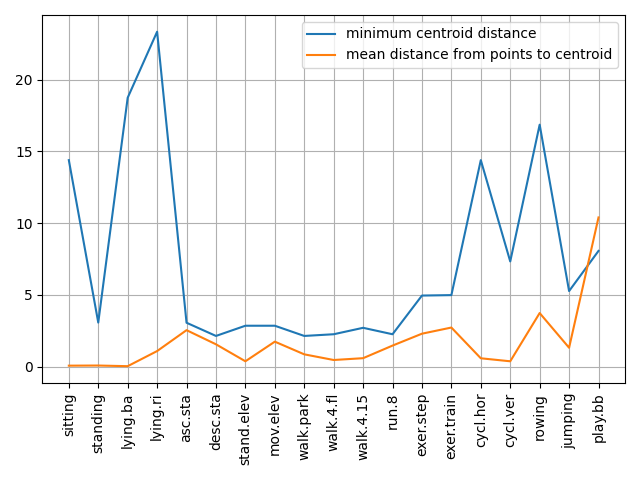 minimum centroid distance
mean distance from points to centroid
20
15
10
5
0
sitting
standing
lying.ba
lying.ri
asc.sta
desc.sta
stand.elev
mov.elev
walk.park
walk.4.fl
walk.4.15
run.8
exer.step
exer.train
cycl.hor
cycl.ver
rowing
jumping
play.bb